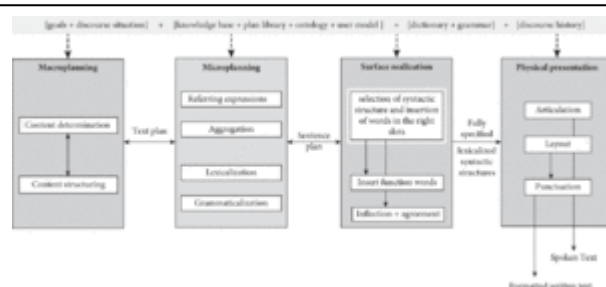 [goals + discourse situation] + [knowledge base + plan library + ontology + user model ] + [dictionary + grammar] + [discourse history]
Macroplanning
Content determination
Content structuring
Text plan
Microplanning
Referring expressions
Aggregation
Lexicalization
Grammaticalization
Sentence
plan
Surface realization
selection of syntactic
structure and insertion
of words in the right
slots
Insert function words
Inflection + agreement
Fully
specified
lexicalized syntactic
structures
Physical presentation
Articulation
Layout
Punctuation
Spoken Text
Formatted written text